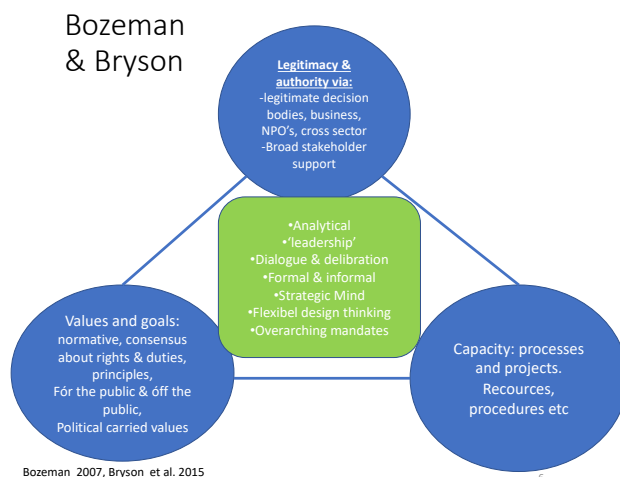 Bozeman
& Bryson
Legitimacy &
authority via:
-legitimate decision
bodies, business,
NPO's, cross sector
-Broad stakeholder
support
•Analytical
•'leadership'
•Dialogue & delibration
•Formal & informal
•Strategic Mind
•Flexibel design thinking
•Overarching mandates
Values and goals:
normative, consensus
about rights & duties,
principles,
Fór the public & óff the
public,
Political carried values
Capacity: processes
and projects.
Recources,
procedures etc
Bozeman 2007, Bryson et al. 2015